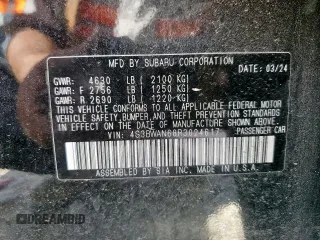 MFD. BY SUBARU CORPORATION
DATE: 03/24
GVWR: 4630 LB ( 2100 KG)
GAWR: F 2756 LB ( 1250 KG)
GAWR: R 2690 LB ( 1220 KG)
THIS VEHICLE CONFORMS TO ALL APPLICABLE FEDERAL MOTOR VEHICLE SAFETY, BUMPER, AND THEFT PREVENTION STANDARDS IN EFFECT ON THE DATE OF MANUFACTURE SHOWN ABOVE.
VIN:
PASSENGER CAR
ASSEMBLED BY SIA INC. IN U.S.A.